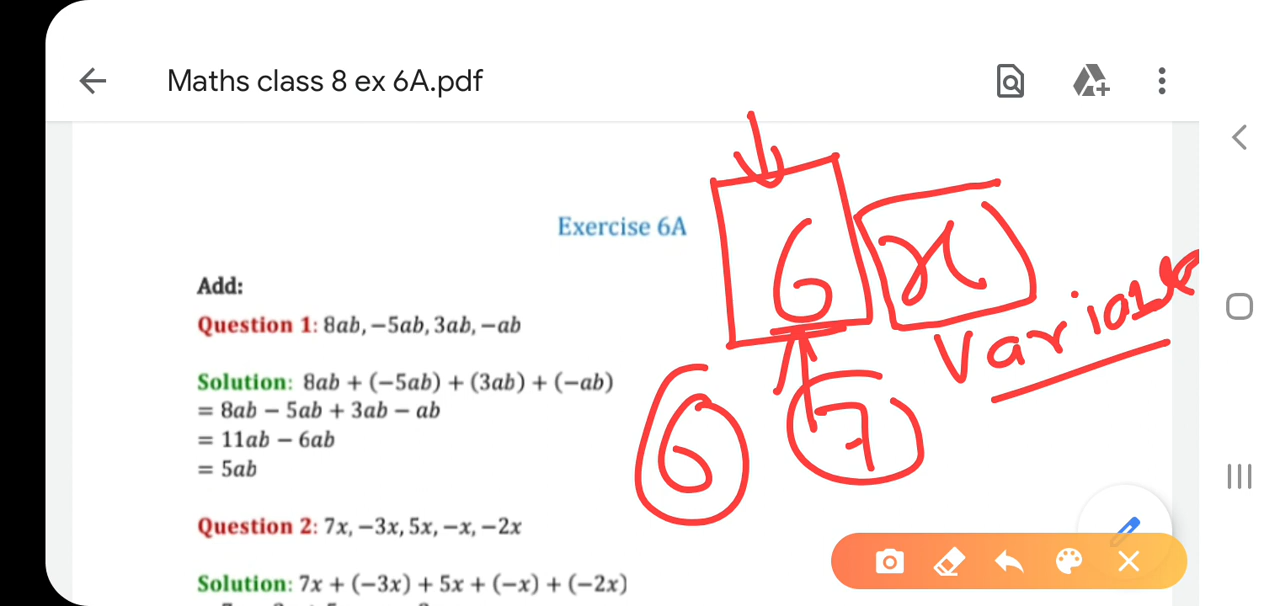 Maths class 8 ex 6A.pdf
Exercise 6A
6 x
Variable
6 7
Add:
Question 1: 8ab, −5ab, 3ab, −ab
Solution: 8ab + (−5ab) + (3ab) + (−ab)
= 8ab − 5ab + 3ab − ab
= 11ab − 6ab
= 5ab
Question 2: 7x, −3x, 5x, −x, −2x
Solution: 7x + (−3x) + 5x + (−x) + (−2x)